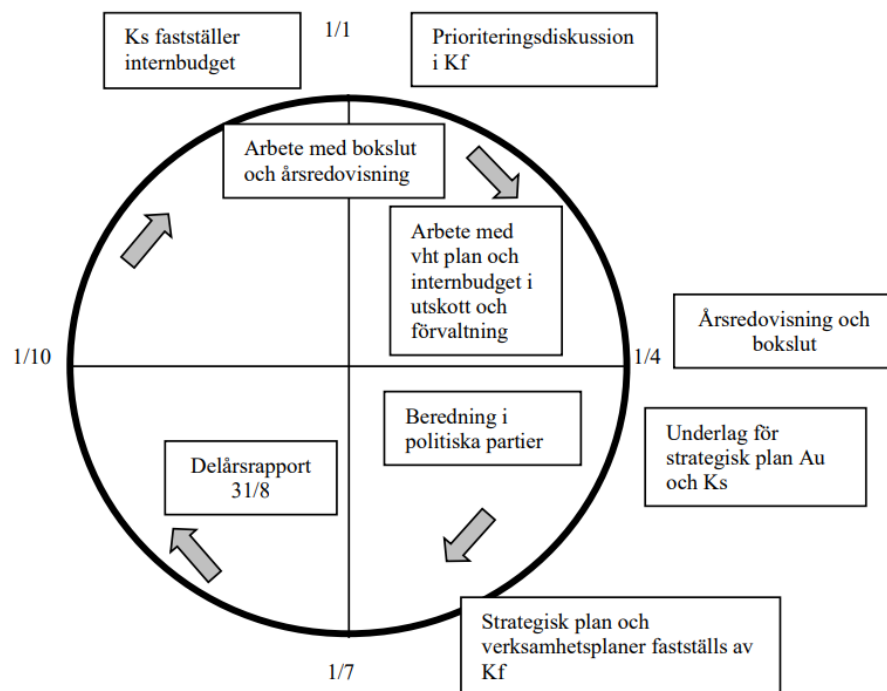 Ks fastställer
internbudget
1/1
Prioriteringsdiskussion
i Kf
Arbete med bokslut
och årsredovisning
Arbete med
vht plan och
internbudget i
utskott och
förvaltning
1/10
1/4
Årsredovisning och
bokslut
Beredning i
politiska partier
Underlag för
strategisk plan Au
och Ks
Delårsrapport
31/8
Strategisk plan och
verksamhetsplaner fastställs av
Kf
1/7